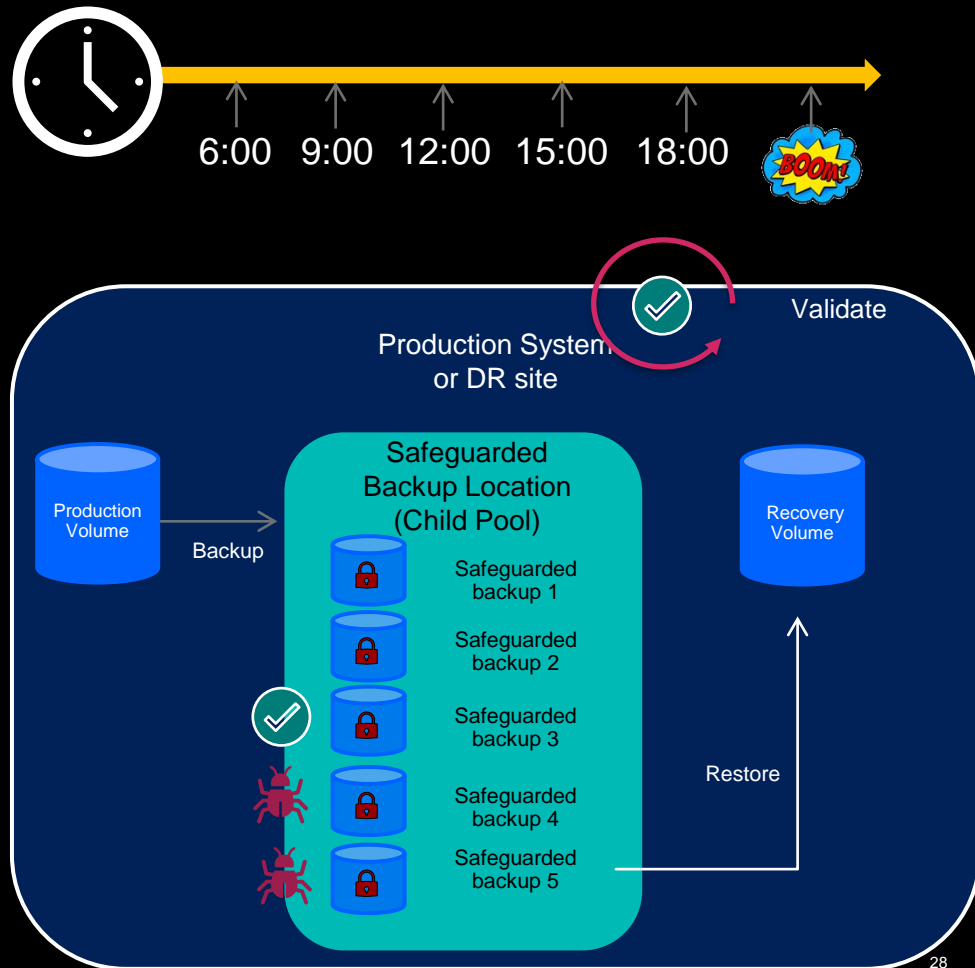 6:00 9:00 12:00 15:00 18:00
BOOM!
Validate
Production System
or DR site
Safeguarded
Backup Location
(Child Pool)
Production
Volume
Backup
Recovery
Volume
Safeguarded
backup 1
Safeguarded
backup 2
Safeguarded
backup 3
Safeguarded
backup 4
Safeguarded
backup 5
Restore
28